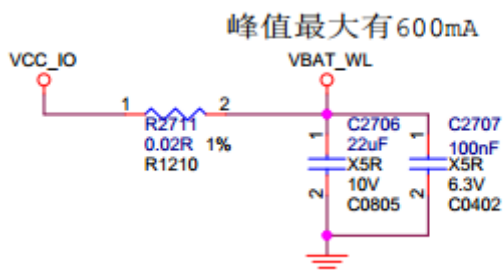 峰值最大有600mA
VCC_IO
VBAT_WL
1
2
R2711
0.02R 1%
R1210
1
2
C2706
22uF
X5R
10V
C0805
1
2
C2707
100nF
X5R
6.3V
C0402